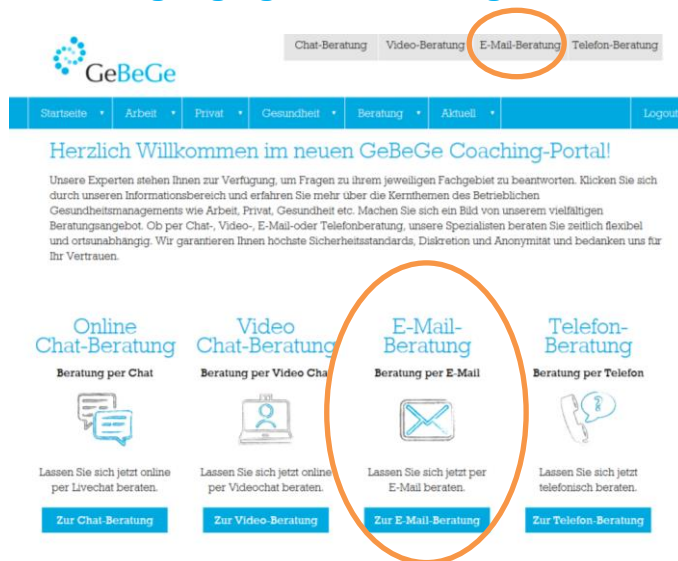 Chat-Beratung Video-Beratung E-Mail-Beratung Telefon-Beratung
GeBeGe
Startseite Arbeit Privat Gesundheit Beratung Aktuell Logout
Herzlich Willkommen im neuen GeBeGe Coaching-Portal!
Unsere Experten stehen Ihnen zur Verfügung, um Fragen zu ihrem jeweiligen Fachgebiet zu beantworten. Klicken Sie sich
durch unseren Informationsbereich und erfahren Sie mehr über die Kernthemen des Betrieblichen
Gesundheitsmanagements wie Arbeit, Privat, Gesundheit etc. Machen Sie sich ein Bild von unserem vielfältigen
Beratungsangebot. Ob per Chat-, Video-, E-Mail-oder Telefonberatung, unsere Spezialisten beraten Sie zeitlich flexibel
und ortsunabhängig. Wir garantieren Ihnen höchste Sicherheitsstandards, Diskretion und Anonymität und bedanken uns für
Ihr Vertrauen.
Online
Chat-Beratung
Beratung per Chat
Lassen Sie sich jetzt online
per Livechat beraten.
Zur Chat-Beratung
Video
Chat-Beratung
Beratung per Video Chat
Lassen Sie sich jetzt online
per Videochat beraten.
Zur Video-Beratung
E-Mail-
Beratung
Beratung per E-Mail
Lassen Sie sich jetzt per
E-Mail beraten.
Zur E-Mail-Beratung
Telefon-
Beratung
Beratung per Telefon
Lassen Sie sich jetzt
telefonisch beraten.
Zur Telefon-Beratung